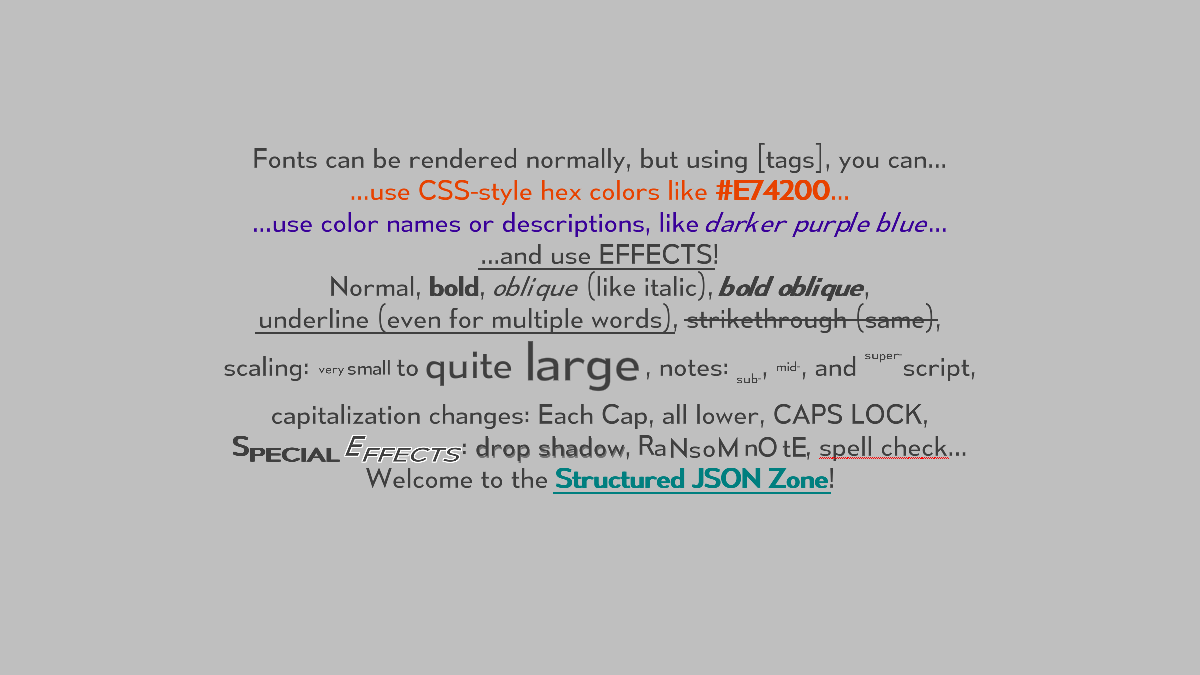 Fonts can be rendered normally, but using [tags], you can...
...use CSS-style hex colors like #E74200...
...use color names or descriptions, like darker purple blue...
...and use EFFECTS!
Normal, bold, oblique (like italic), bold oblique,
underline (even for multiple words), strikethrough (same),
scaling: very small to quite large, notes: sub-, mid-, and super-script,
capitalization changes: Each Cap, all lower, CAPS LOCK,
Special Effects: drop shadow, RaNsoM nOtE, spell check...
Welcome to the Structured JSON Zone!